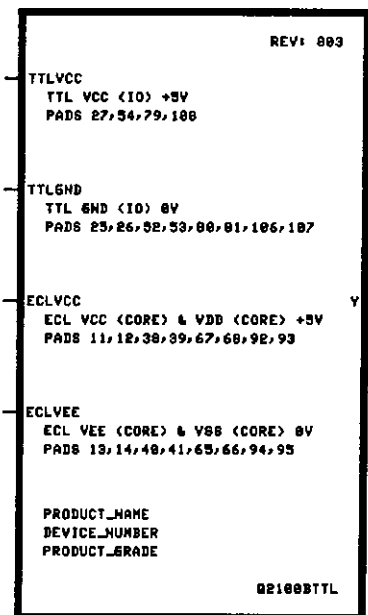 REV: 803
TTLVCC
TTL VCC (IO) +5V
PADS 27,54,79,108
TTLGND
TTL GND (IO) 0V
PADS 25,26,52,53,80,81,106,107
ECLVCC Y
ECL VCC (CORE) & VDD (CORE) +5V
PADS 11,12,38,39,67,68,92,93
ECLVEE
ECL VEE (CORE) & VSS (CORE) 0V
PADS 13,14,40,41,65,66,94,95
PRODUCT_NAME
DEVICE_NUMBER
PRODUCT_GRADE
Q2100BTTL